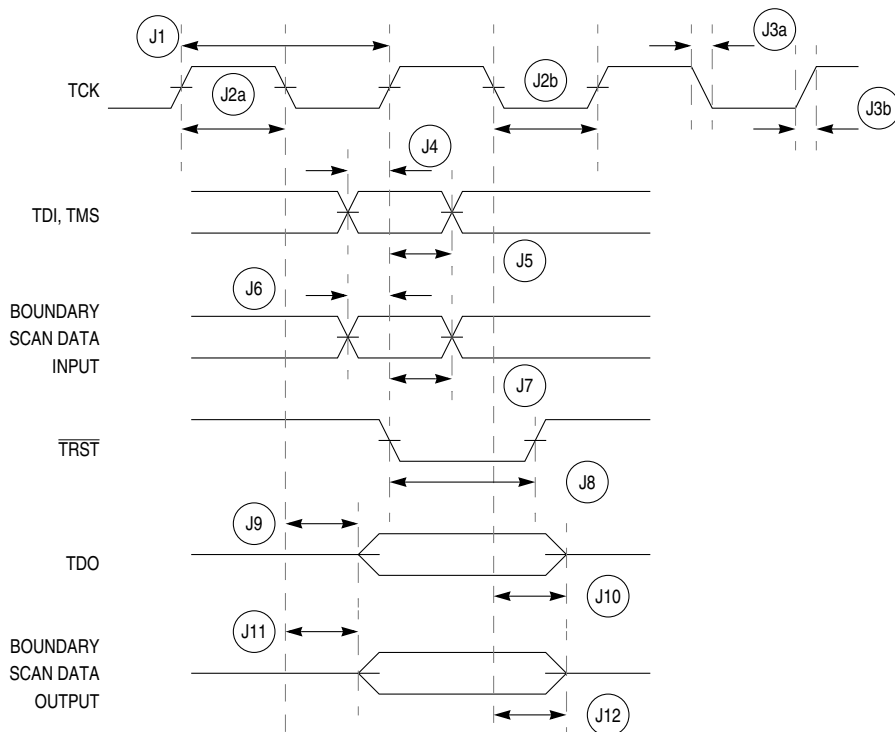 J1
J3a
TCK
J2a
J2b
J3b
J4
TDI, TMS
J5
J6
BOUNDARY
SCAN DATA
INPUT
J7
TRST
J8
J9
TDO
J10
J11
BOUNDARY
SCAN DATA
OUTPUT
J12